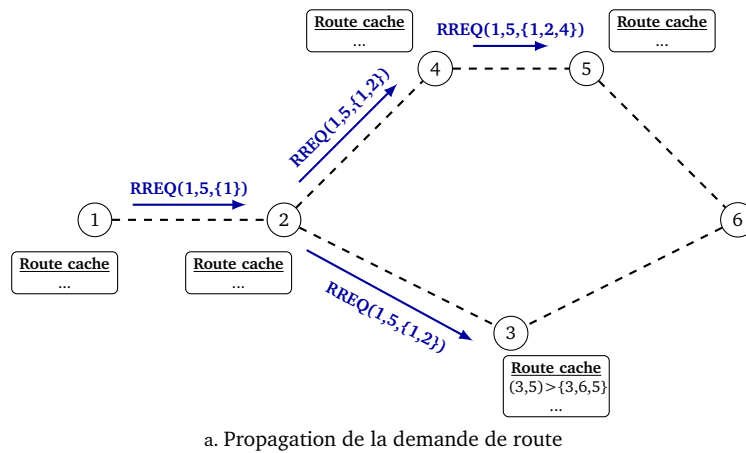 Route cache
...
RREQ(1,5,{1,2,4})
Route cache
...
4
5
RREQ(1,5,{1,2})
RREQ(1,5,{1})
1
2
6
Route cache
...
Route cache
...
RREQ(1,5,{1,2})
3
Route cache
(3,5)>{3,6,5}
...
a. Propagation de la demande de route